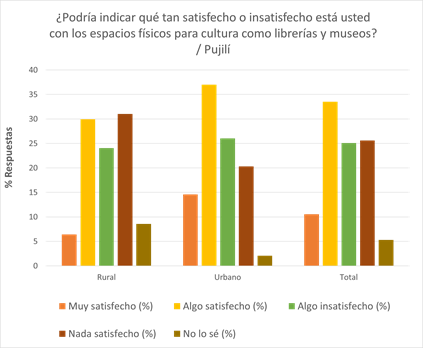 ¿Podría indicar qué tan satisfecho o insatisfecho está usted
con los espacios físicos para cultura como librerías y museos?
/ Pujilí
% Respuestas
40
35
30
25
20
15
10
5
0
Rural Urbano Total
Muy satisfecho (%) Algo satisfecho (%) Algo insatisfecho (%)
Nada satisfecho (%) No lo sé (%)